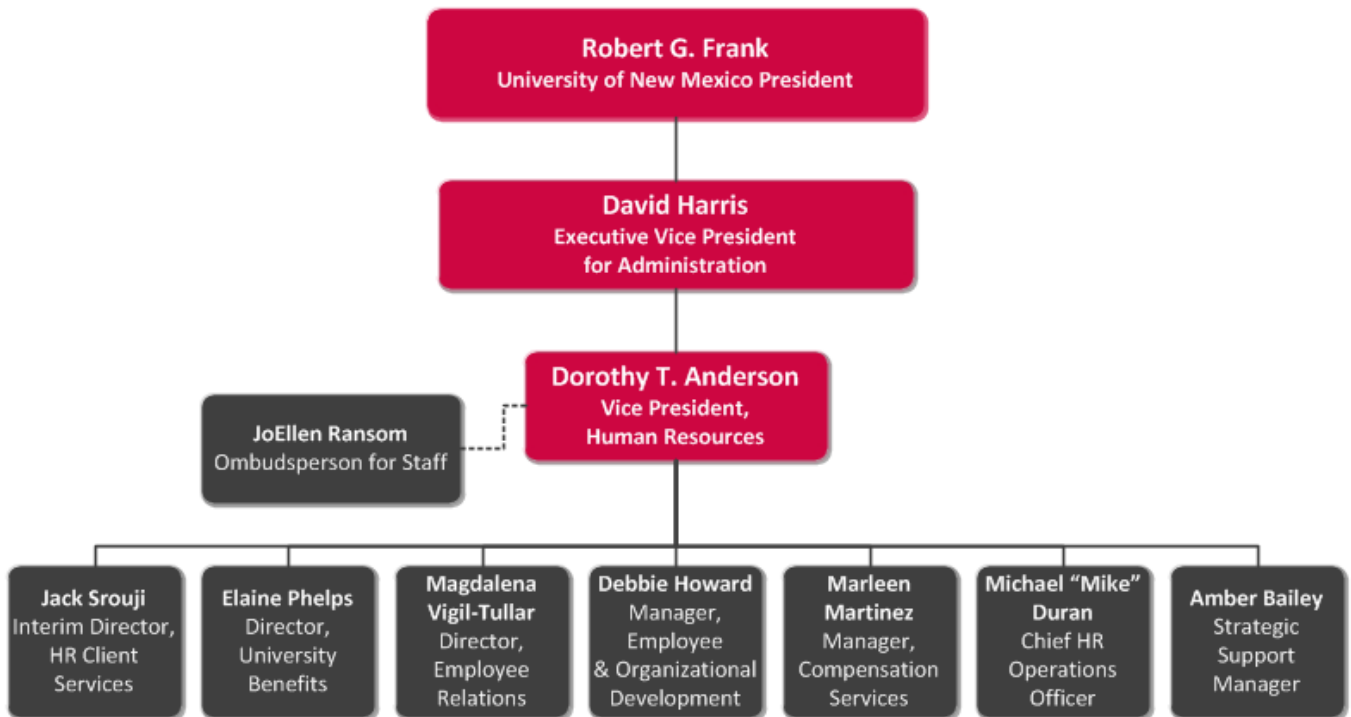 Robert G. Frank
University of New Mexico President
David Harris
Executive Vice President
for Administration
Dorothy T. Anderson
Vice President,
Human Resources
JoEllen Ransom
Ombudsperson for Staff
Jack Srouji
Interim Director,
HR Client
Services
Elaine Phelps
Director,
University
Benefits
Magdalena
Vigil-Tullar
Director,
Employee
Relations
Debbie Howard
Manager,
Employee
& Organizational
Development
Marleen
Martinez
Manager,
Compensation
Services
Michael “Mike”
Duran
Chief HR
Operations
Officer
Amber Bailey
Strategic
Support
Manager